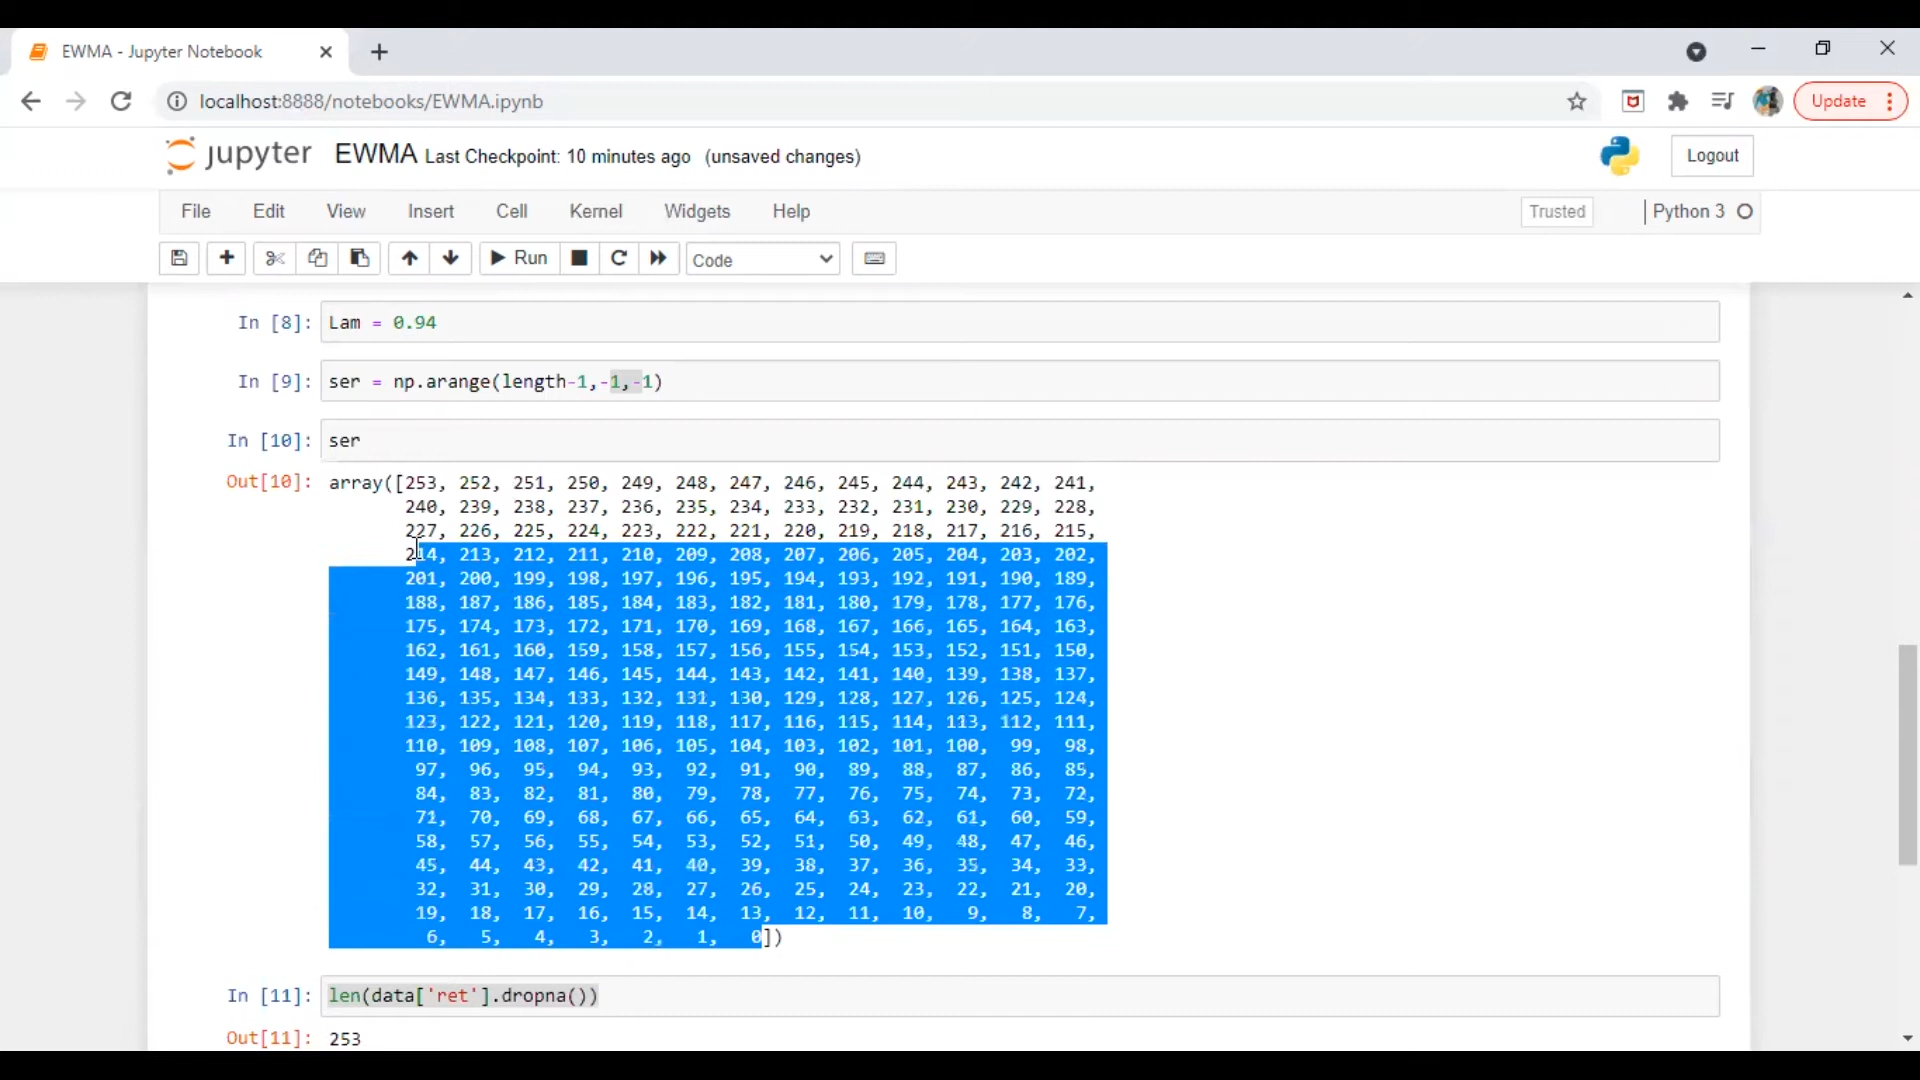 EWMA - Jupyter Notebook
localhost:8888/notebooks/EWMA.ipynb
Update
jupyter EWMA Last Checkpoint: 10 minutes ago (unsaved changes)
Logout
File Edit View Insert Cell Kernel Widgets Help
Trusted
Python 3
Run
Code
In [8]: Lam = 0.94
In [9]: ser = np.arange(length-1,-1,-1)
In [10]: ser
Out[10]: array([253, 252, 251, 250, 249, 248, 247, 246, 245, 244, 243, 242, 241,
240, 239, 238, 237, 236, 235, 234, 233, 232, 231, 230, 229, 228,
227, 226, 225, 224, 223, 222, 221, 220, 219, 218, 217, 216, 215,
214, 213, 212, 211, 210, 209, 208, 207, 206, 205, 204, 203, 202,
201, 200, 199, 198, 197, 196, 195, 194, 193, 192, 191, 190, 189,
188, 187, 186, 185, 184, 183, 182, 181, 180, 179, 178, 177, 176,
175, 174, 173, 172, 171, 170, 169, 168, 167, 166, 165, 164, 163,
162, 161, 160, 159, 158, 157, 156, 155, 154, 153, 152, 151, 150,
149, 148, 147, 146, 145, 144, 143, 142, 141, 140, 139, 138, 137,
136, 135, 134, 133, 132, 131, 130, 129, 128, 127, 126, 125, 124,
123, 122, 121, 120, 119, 118, 117, 116, 115, 114, 113, 112, 111,
110, 109, 108, 107, 106, 105, 104, 103, 102, 101, 100, 99, 98,
97, 96, 95, 94, 93, 92, 91, 90, 89, 88, 87, 86, 85,
84, 83, 82, 81, 80, 79, 78, 77, 76, 75, 74, 73, 72,
71, 70, 69, 68, 67, 66, 65, 64, 63, 62, 61, 60, 59,
58, 57, 56, 55, 54, 53, 52, 51, 50, 49, 48, 47, 46,
45, 44, 43, 42, 41, 40, 39, 38, 37, 36, 35, 34, 33,
32, 31, 30, 29, 28, 27, 26, 25, 24, 23, 22, 21, 20,
19, 18, 17, 16, 15, 14, 13, 12, 11, 10, 9, 8, 7,
6, 5, 4, 3, 2, 1, 0])
In [11]: len(data['ret'].dropna())
Out[11]: 253